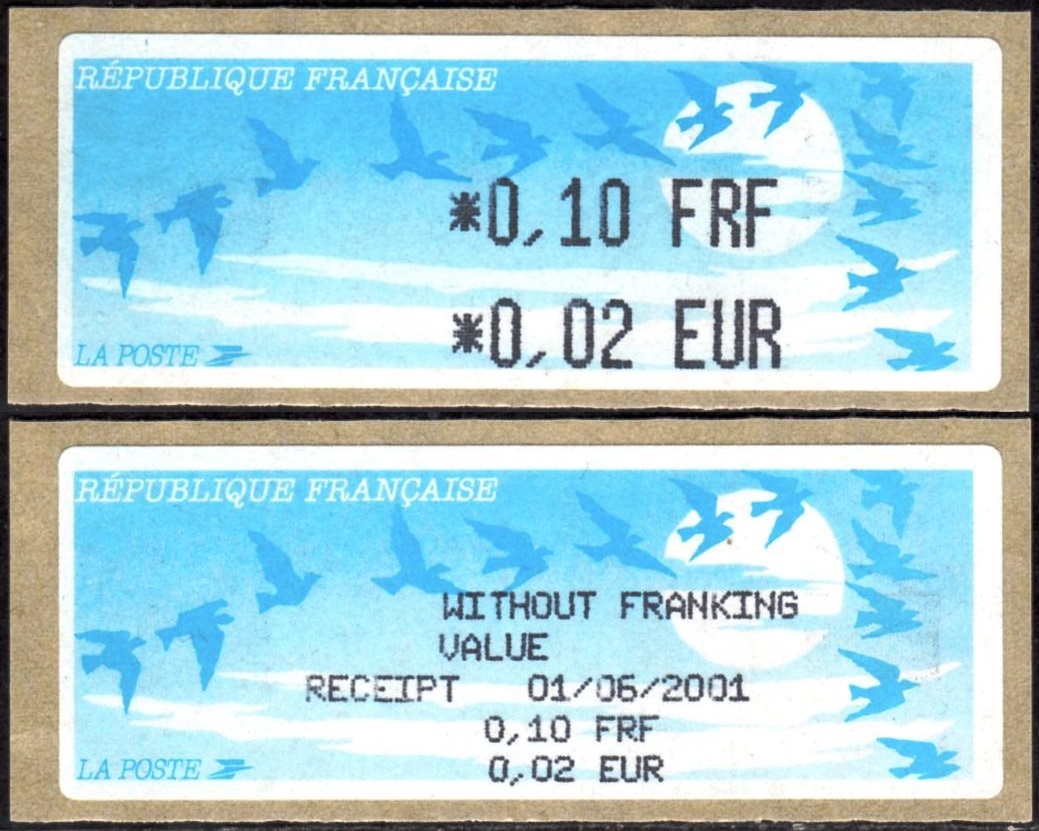 RÉPUBLIQUE FRANÇAISE
*0,10 FRF
*0,02 EUR
LA POSTE
RÉPUBLIQUE FRANÇAISE
WITHOUT FRANKING
VALUE
RECEIPT 01/06/2001
0,10 FRF
0,02 EUR
LA POSTE